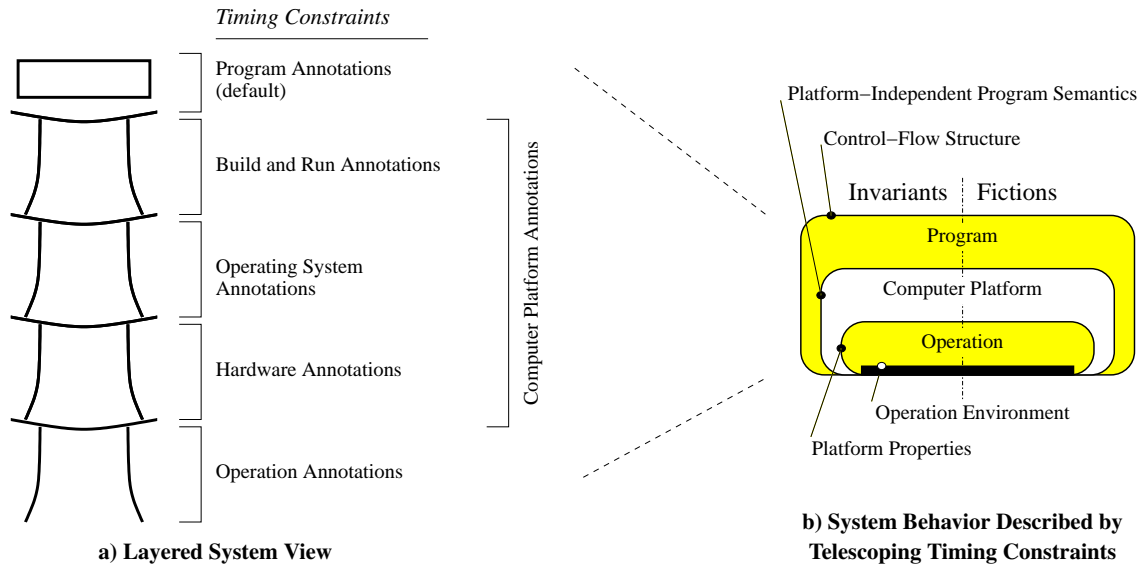 Timing Constraints
Program Annotations
(default)
Build and Run Annotations
Operating System
Annotations
Hardware Annotations
Operation Annotations
Computer Platform Annotations
a) Layered System View
Platform−Independent Program Semantics
Control−Flow Structure
Invariants
Fictions
Program
Computer Platform
Operation
Operation Environment
Platform Properties
b) System Behavior Described by
Telescoping Timing Constraints